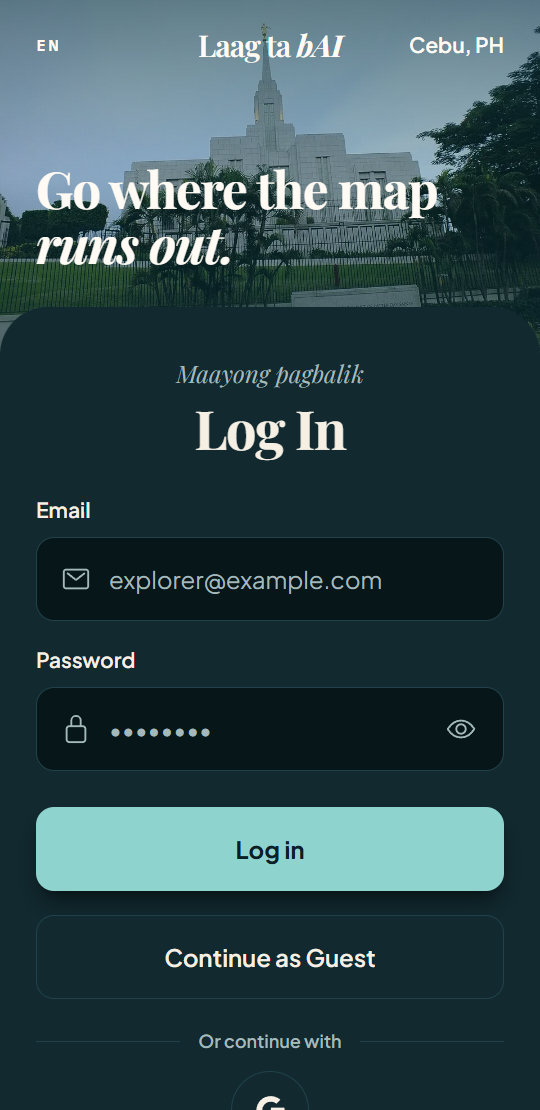 EN
Laag ta bAI
Cebu, PH
Go where the map
runs out.
Maayong pagbalik
Log In
Email
explorer@example.com
Password
Log in
Continue as Guest
Or continue with
G